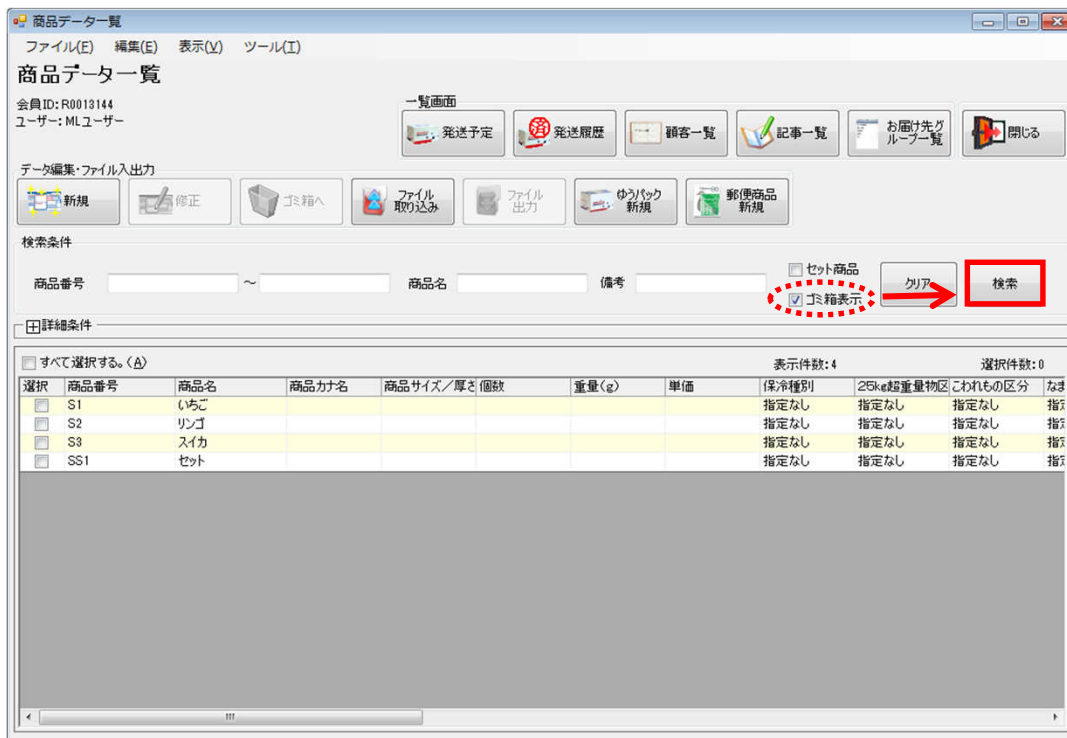 商品データ一覧
ファイル(F) 編集(E) 表示(V) ツール(T)
商品データ一覧
会員ID:R0013144
ユーザー:MLユーザー
一覧画面
発送予定 済 発送履歴 顧客一覧 記事一覧 お届け先グ
ループ一覧 閉じる
データ編集・ファイル入出力
新規 修正 ゴミ箱へ ファイル
取り込み ファイル
出力 ゆうパック
新規 郵便商品
新規
検索条件
商品番号 ～ 商品名 備考 セット商品 クリア 検索
ゴミ箱表示
詳細条件
すべて選択する。(A) 表示件数:4 選択件数:0
選択 商品番号 商品名 商品カナ名 商品サイズ／厚さ 個数 重量(g) 単価 保冷種別 25kg超重量物区 こわれもの区分 なま
S1 いちご 指定なし 指定なし 指定なし 指
S2 リンゴ 指定なし 指定なし 指定なし 指
S3 スイカ 指定なし 指定なし 指定なし 指
SS1 セット 指定なし 指定なし 指定なし 指